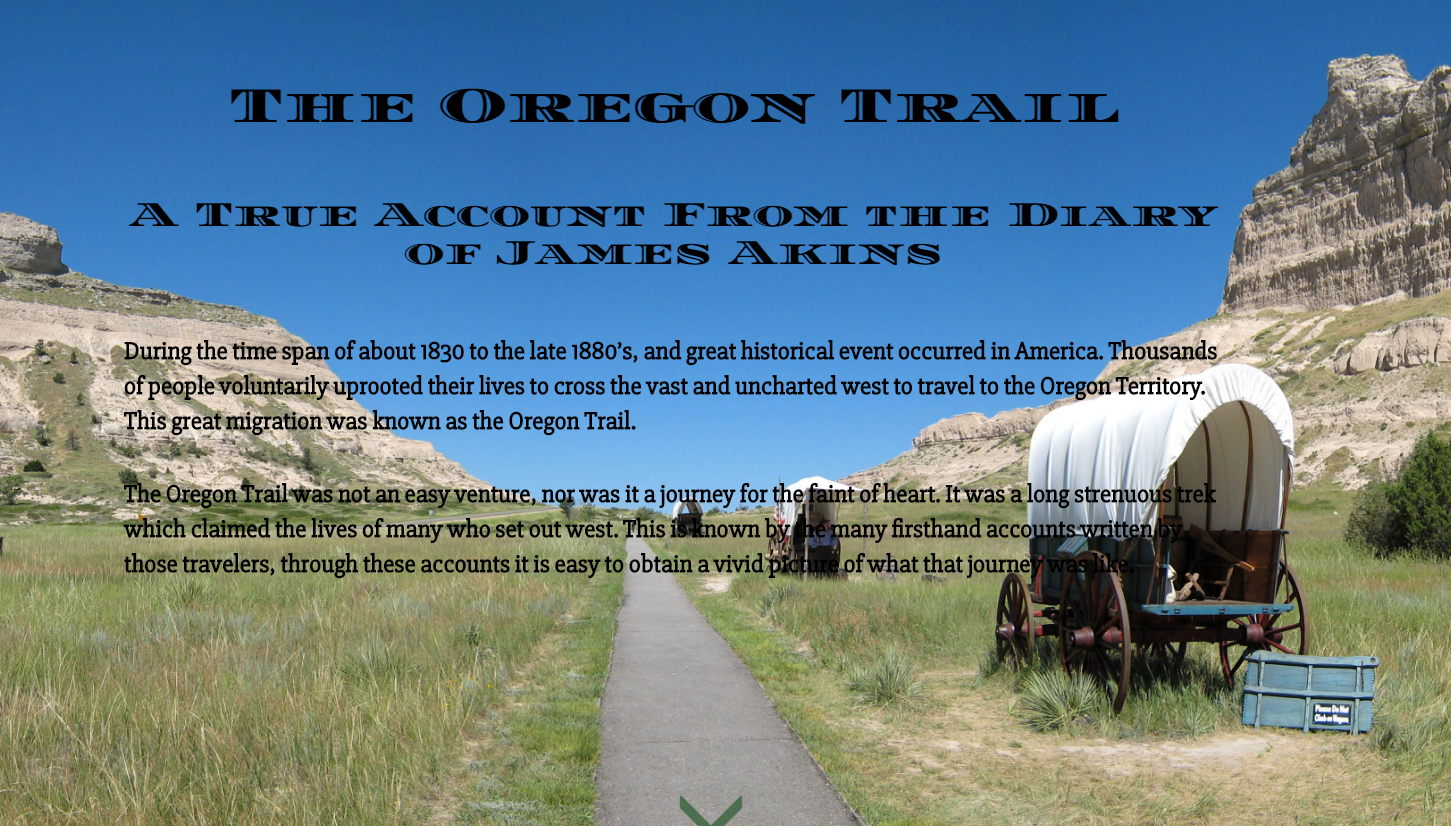 The Oregon Trail
A True Account From the Diary
of James Akins
During the time span of about 1830 to the late 1880’s, and great historical event occurred in America. Thousands
of people voluntarily uprooted their lives to cross the vast and uncharted west to travel to the Oregon Territory.
This great migration was known as the Oregon Trail.
The Oregon Trail was not an easy venture, nor was it a journey for the faint of heart. It was a long strenuous trek
which claimed the lives of many who set out west. This is known by the many firsthand accounts written by
those travelers, through these accounts it is easy to obtain a vivid picture of what that journey was like.
Please Do Not
Climb on Wagons